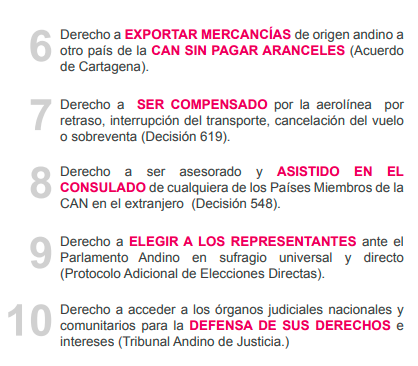 6 Derecho a EXPORTAR MERCANCÍAS de origen andino a
otro país de la CAN SIN PAGAR ARANCELES (Acuerdo
de Cartagena).
7 Derecho a SER COMPENSADO por la aerolínea por
retraso, interrupción del transporte, cancelación del vuelo
o sobreventa (Decisión 619).
8 Derecho a ser asesorado y ASISTIDO EN EL
CONSULADO de cualquiera de los Países Miembros de la
CAN en el extranjero (Decisión 548).
9 Derecho a ELEGIR A LOS REPRESENTANTES ante el
Parlamento Andino en sufragio universal y directo
(Protocolo Adicional de Elecciones Directas).
10 Derecho a acceder a los órganos judiciales nacionales y
comunitarios para la DEFENSA DE SUS DERECHOS e
intereses (Tribunal Andino de Justicia.)